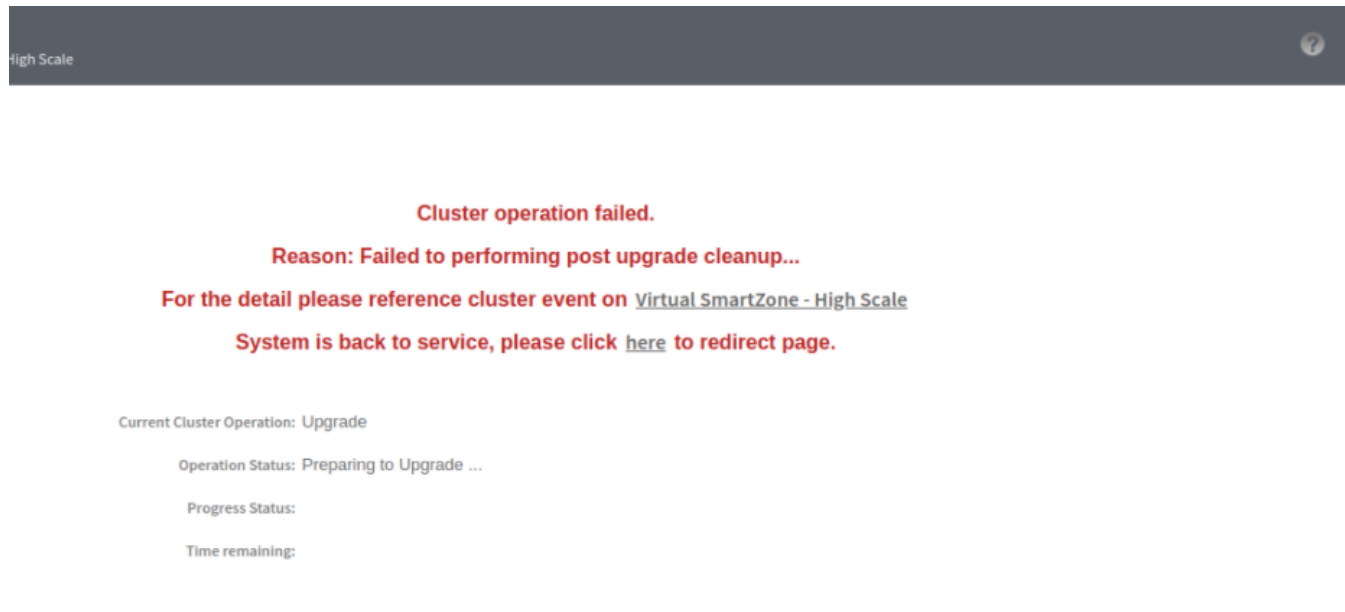 High Scale
?
Cluster operation failed.
Reason: Failed to performing post upgrade cleanup...
For the detail please reference cluster event on Virtual SmartZone - High Scale
System is back to service, please click here to redirect page.
Current Cluster Operation: Upgrade
Operation Status: Preparing to Upgrade ...
Progress Status:
Time remaining: